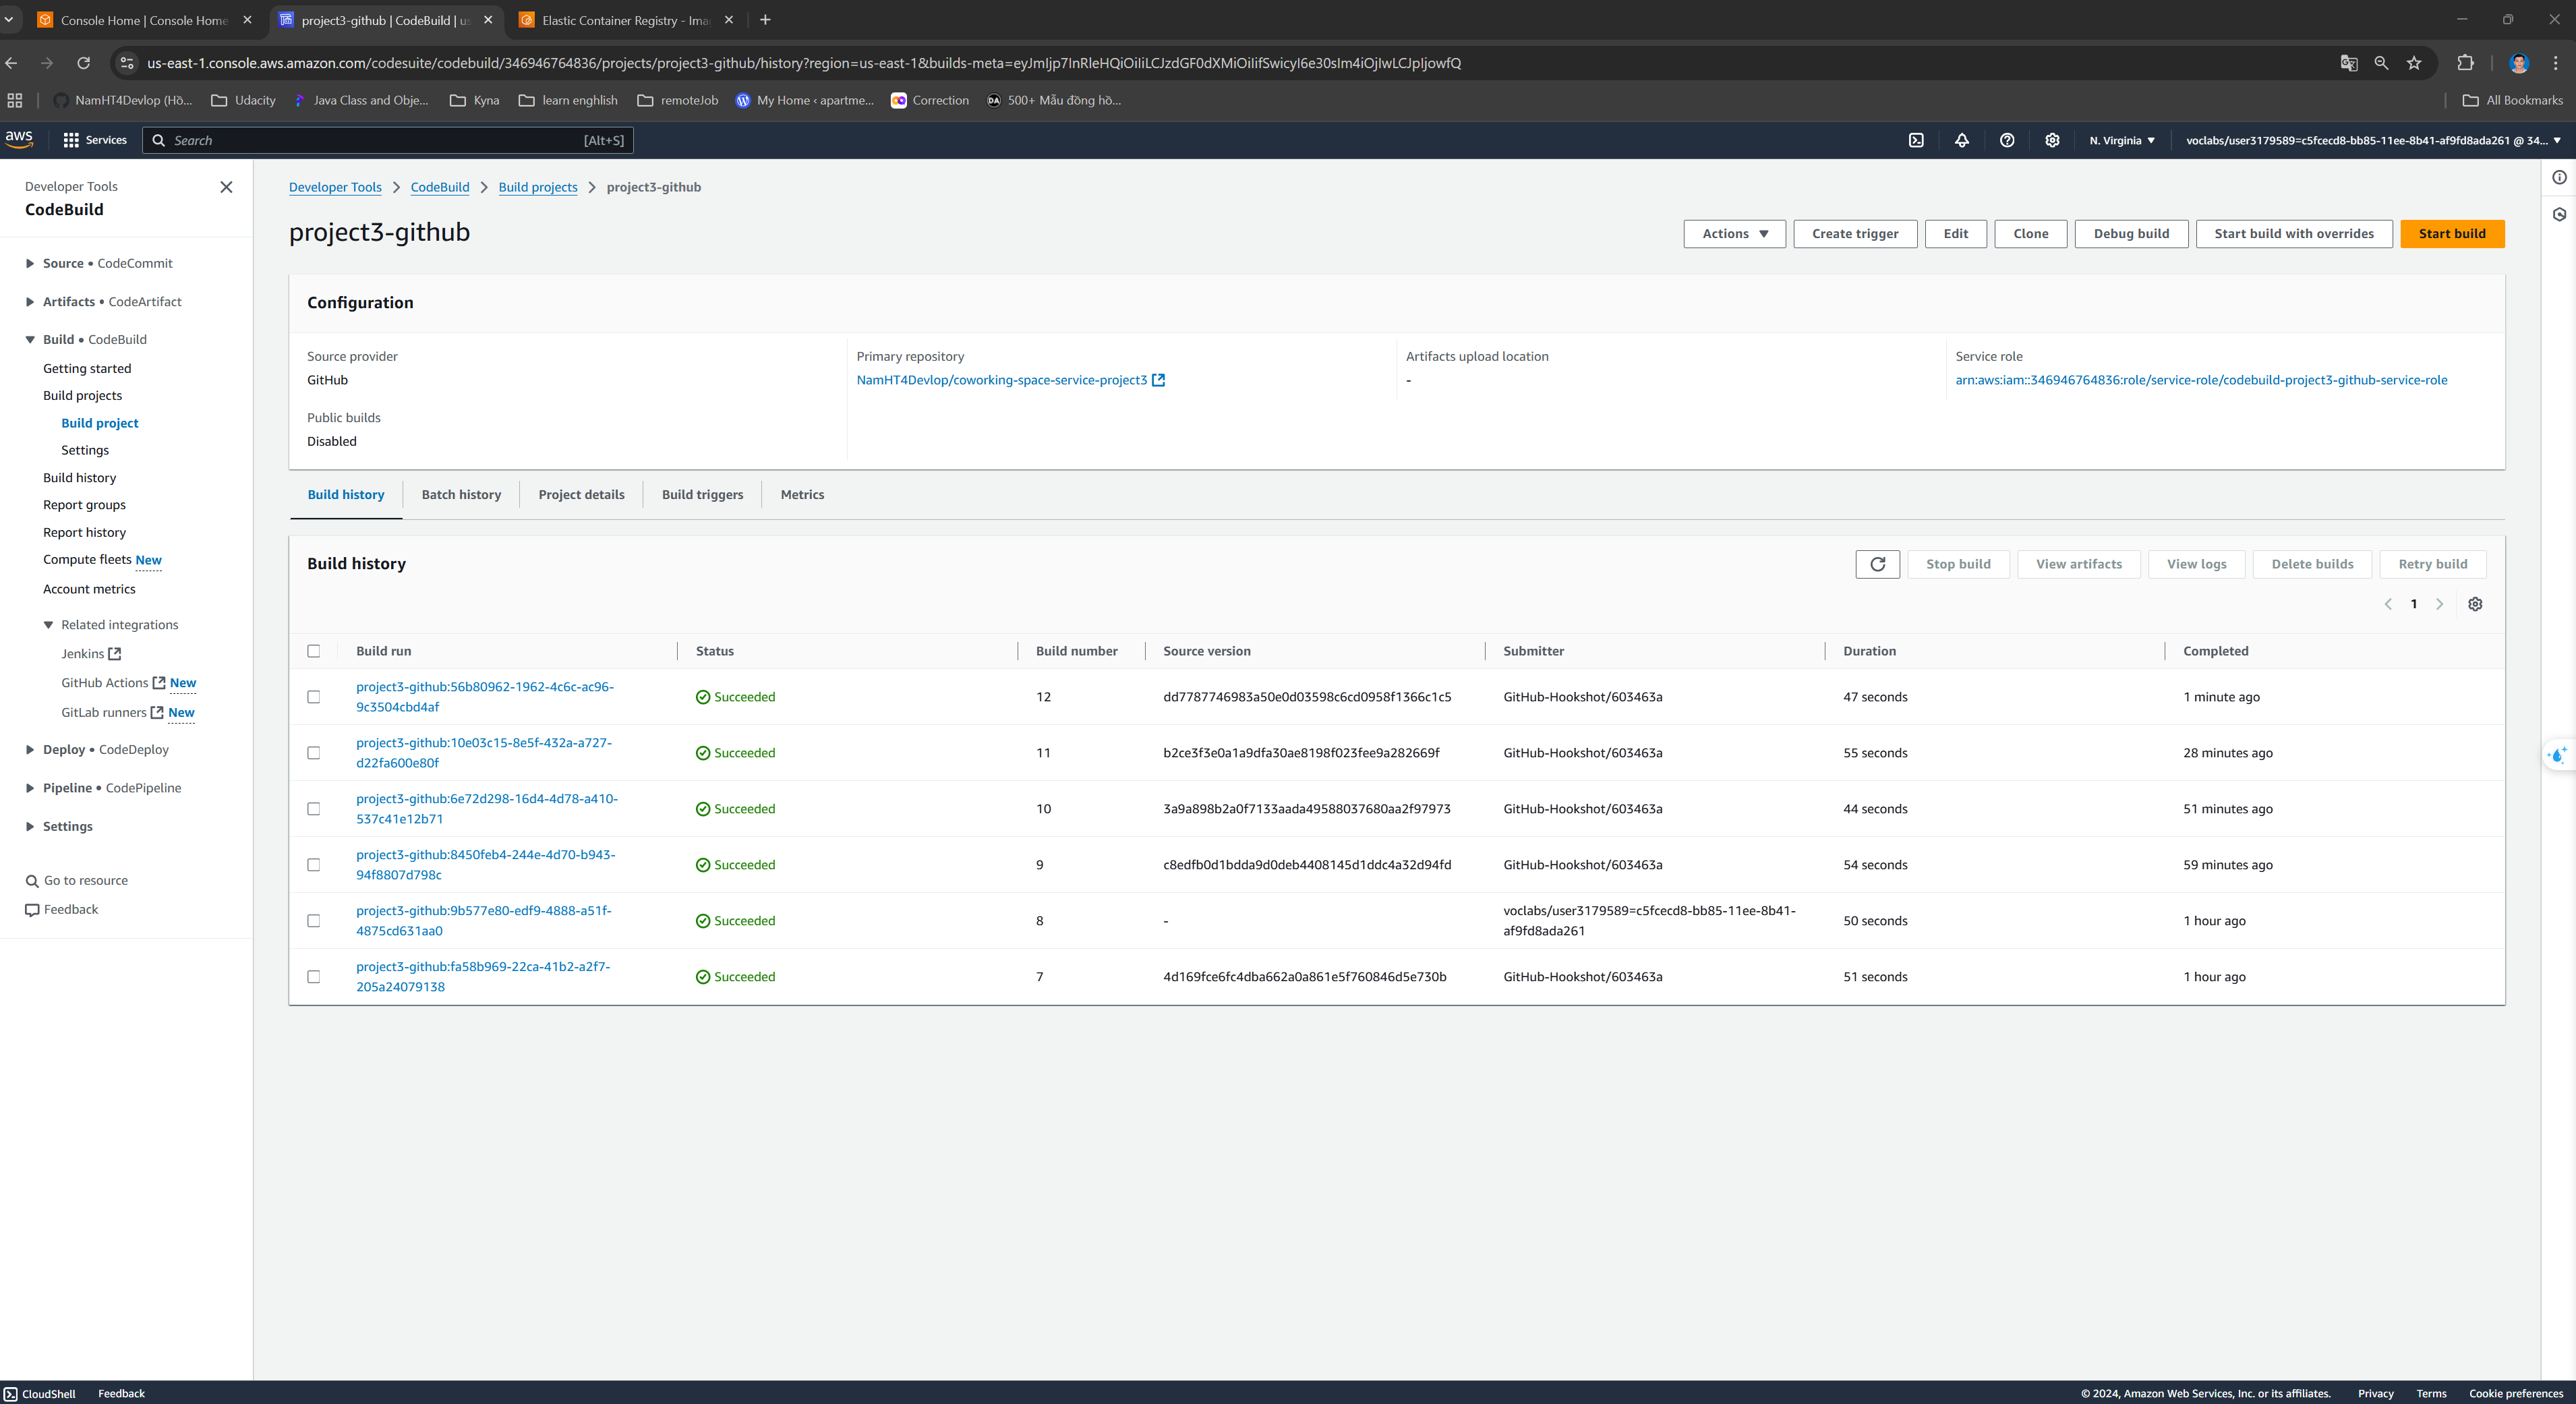 Console Home | Console Home
project3-github | CodeBuild | us
Elastic Container Registry - Ima
us-east-1.console.aws.amazon.com/codesuite/codebuild/346946764836/projects/project3-github/history?region=us-east-1&builds-meta=eyJmIjp7InRleHQiOiIiLCJzdGF0dXMiOiIifSwicyI6e30sIm4iOjIwLCJpIjowfQ
NamHT4Devlop (Hồ...
Udacity
Java Class and Obje...
Kyna
learn enghlish
remoteJob
My Home ‹ apartme...
Correction
DA
500+ Mẫu đồng hồ...
All Bookmarks
aws
Services
Search
[Alt+S]
N. Virginia
voclabs/user3179589=c5fcecd8-bb85-11ee-8b41-af9fd8ada261 @ 34...
Developer Tools
CodeBuild
Source • CodeCommit
Artifacts • CodeArtifact
Build • CodeBuild
Getting started
Build projects
Build project
Settings
Build history
Report groups
Report history
Compute fleets New
Account metrics
Related integrations
Jenkins
GitHub Actions New
GitLab runners New
Deploy • CodeDeploy
Pipeline • CodePipeline
Settings
Go to resource
Feedback
Developer Tools > CodeBuild > Build projects > project3-github
project3-github
Actions
Create trigger
Edit
Clone
Debug build
Start build with overrides
Start build
Configuration
Source provider
GitHub
Primary repository
NamHT4Devlop/coworking-space-service-project3
Artifacts upload location
-
Service role
arn:aws:iam::346946764836:role/service-role/codebuild-project3-github-service-role
Public builds
Disabled
Build history
Batch history
Project details
Build triggers
Metrics
Build history
Stop build
View artifacts
View logs
Delete builds
Retry build
1
Build run Status Build number Source version Submitter Duration Completed
project3-github:56b80962-1962-4c6c-ac96-
9c3504cbd4af
Succeeded 12 dd7787746983a50e0d03598c6cd0958f1366c1c5 GitHub-Hookshot/603463a 47 seconds 1 minute ago
project3-github:10e03c15-8e5f-432a-a727-
d22fa600e80f
Succeeded 11 b2ce3f3e0a1a9dfa30ae8198f023fee9a282669f GitHub-Hookshot/603463a 55 seconds 28 minutes ago
project3-github:6e72d298-16d4-4d78-a410-
537c41e12b71
Succeeded 10 3a9a898b2a0f7133aada49588037680aa2f97973 GitHub-Hookshot/603463a 44 seconds 51 minutes ago
project3-github:8450feb4-244e-4d70-b943-
94f8807d798c
Succeeded 9 c8edfb0d1bdda9d0deb4408145d1ddc4a32d94fd GitHub-Hookshot/603463a 54 seconds 59 minutes ago
project3-github:9b577e80-edf9-4888-a51f-
4875cd631aa0
Succeeded 8 -
voclabs/user3179589=c5fcecd8-bb85-11ee-8b41-
af9fd8ada261
50 seconds 1 hour ago
project3-github:fa58b969-22ca-41b2-a2f7-
205a24079138
Succeeded 7 4d169fce6fc4dba662a0a861e5f760846d5e730b GitHub-Hookshot/603463a 51 seconds 1 hour ago
CloudShell
Feedback
© 2024, Amazon Web Services, Inc. or its affiliates.
Privacy
Terms
Cookie preferences